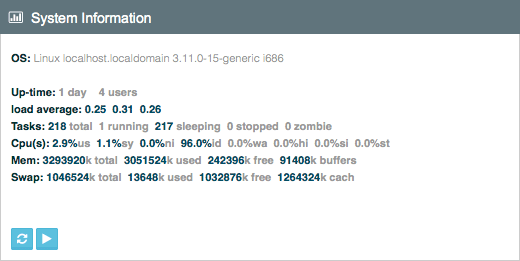 System Information
OS: Linux localhost.localdomain 3.11.0-15-generic i686
Up-time: 1 day 4 users
load average: 0.25 0.31 0.26
Tasks: 218 total 1 running 217 sleeping 0 stopped 0 zombie
Cpu(s): 2.9%us 1.1%sy 0.0%ni 96.0%id 0.0%wa 0.0%hi 0.0%si 0.0%st
Mem: 3293920k total 3051524k used 242396k free 91408k buffers
Swap: 1046524k total 13648k used 1032876k free 1264324k cach